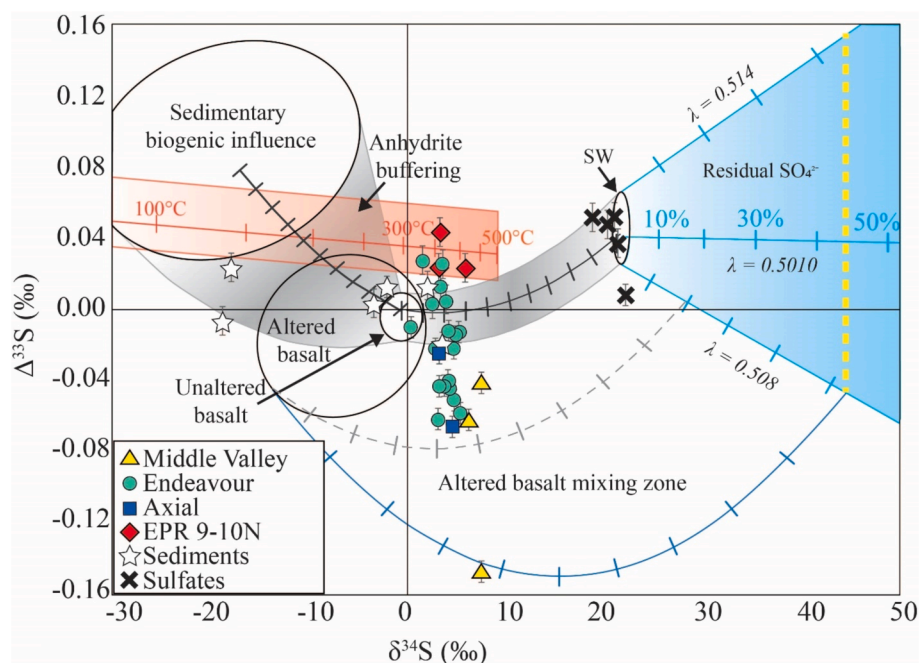 0.16
0.12
0.08
0.04
0.00
-0.04
-0.08
-0.12
-0.16
Δ³³S (‰)
Sedimentary
biogenic influence
Anhydrite
buffering
100°C
300°C
500°C
SW
λ = 0.514
Residual SO₄²⁻
10%
30%
50%
λ = 0.5010
λ = 0.508
Altered
basalt
Unaltered
basalt
Altered basalt mixing zone
Middle Valley
Endeavour
Axial
EPR 9-10N
Sediments
Sulfates
-30
-20
-10
0
10
20
30
40
50
δ³⁴S (‰)